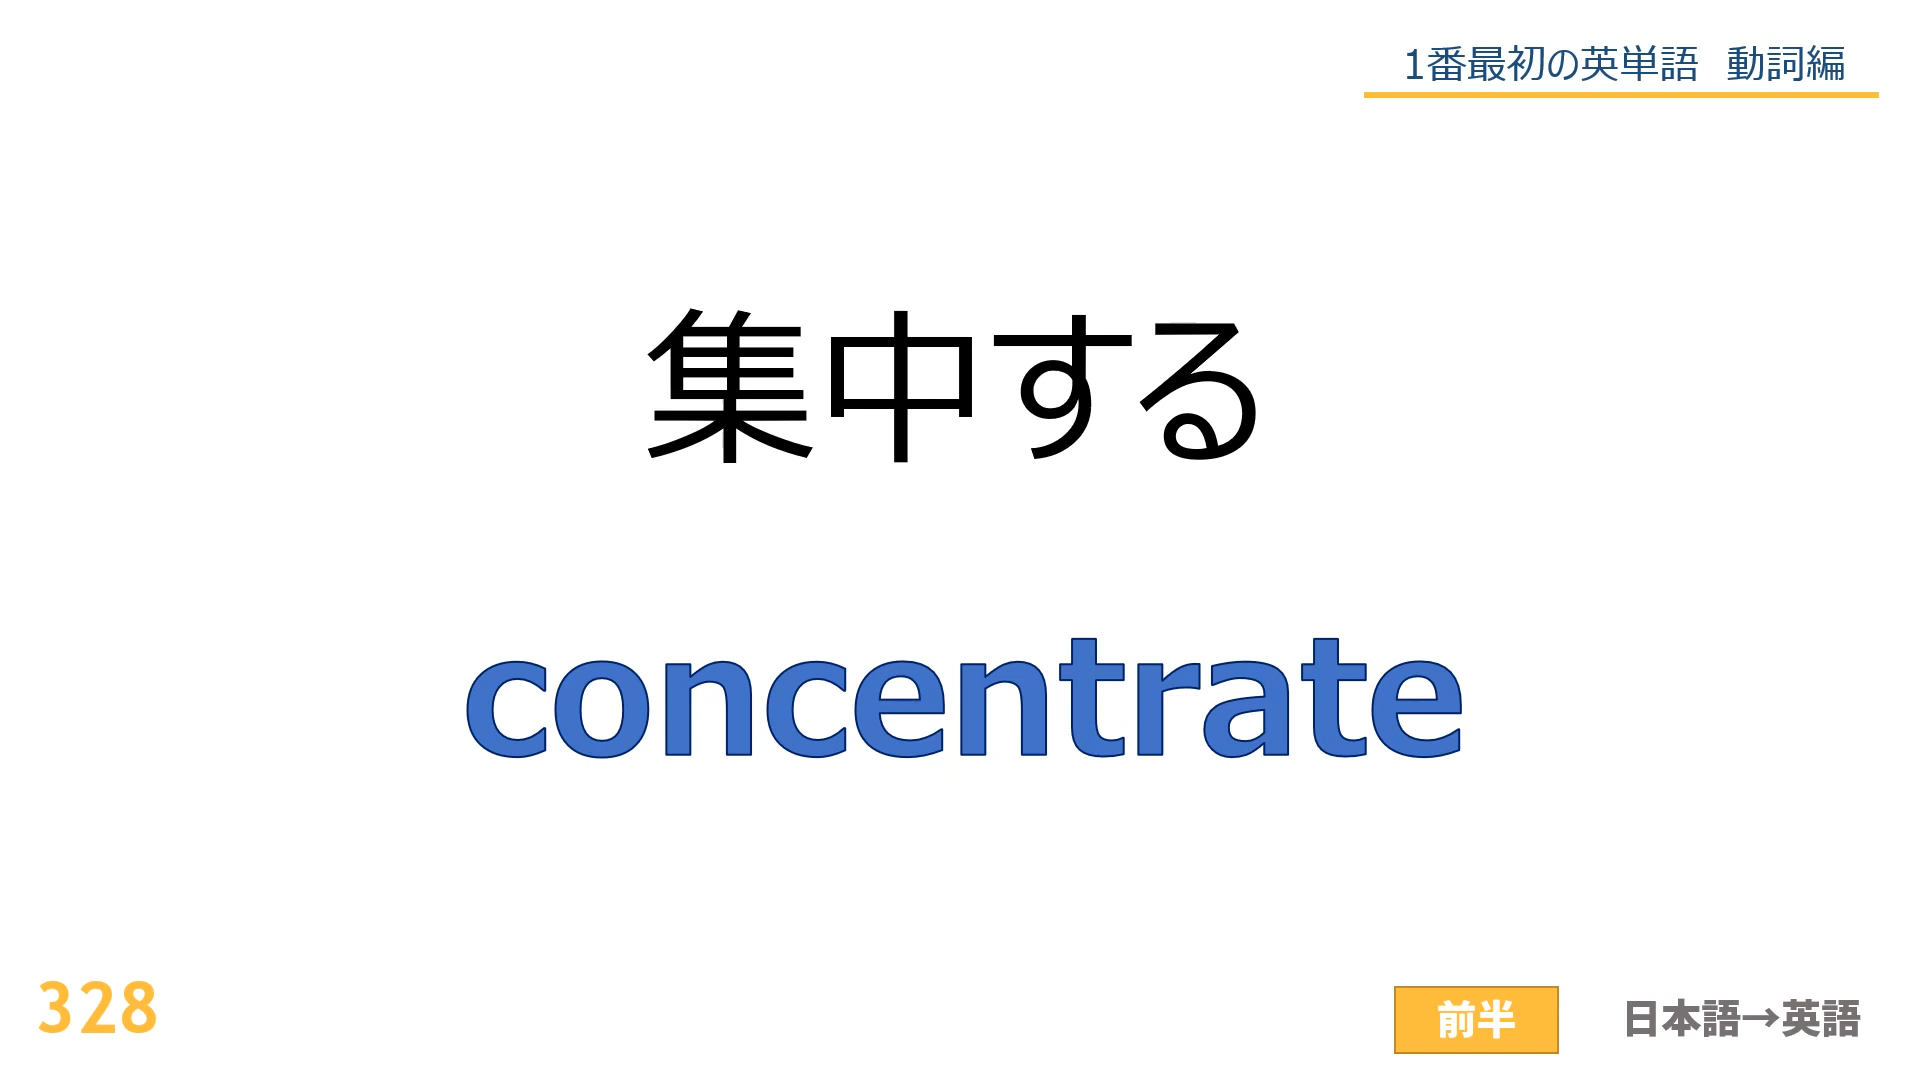 1番最初の英単語　動詞編
集中する
concentrate
328
前半
日本語→英語